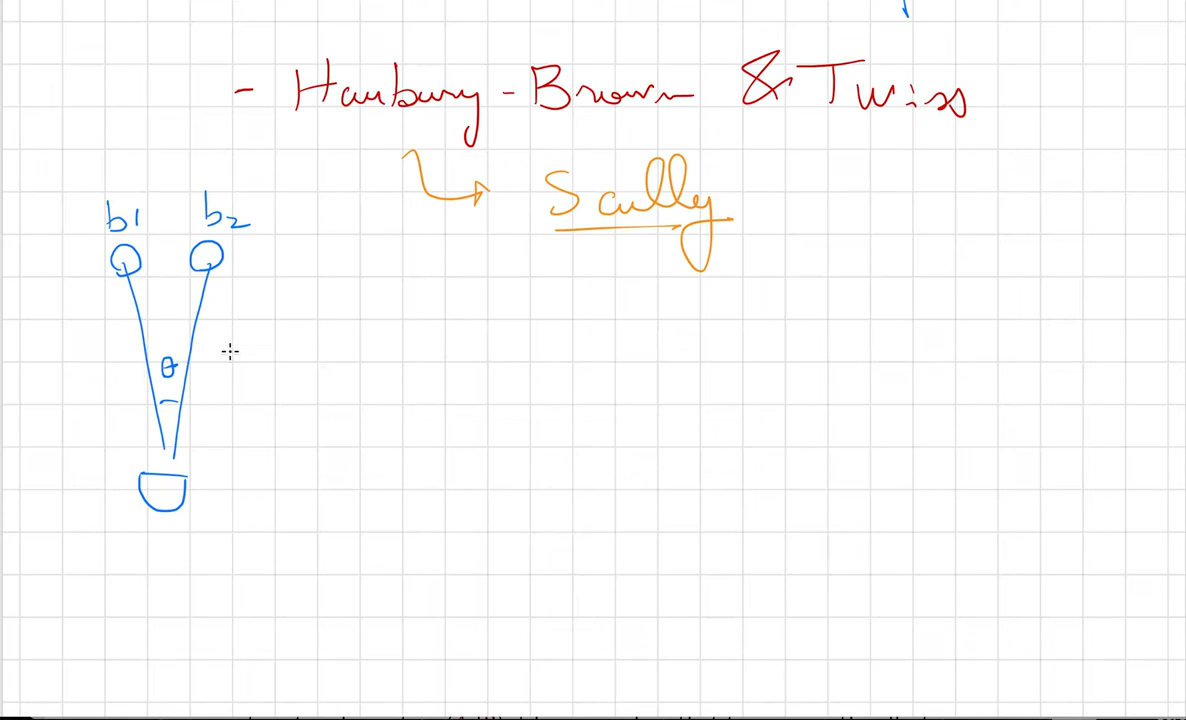 - Hanbury - Brown & Twiss
Scully
b1 b2
θ